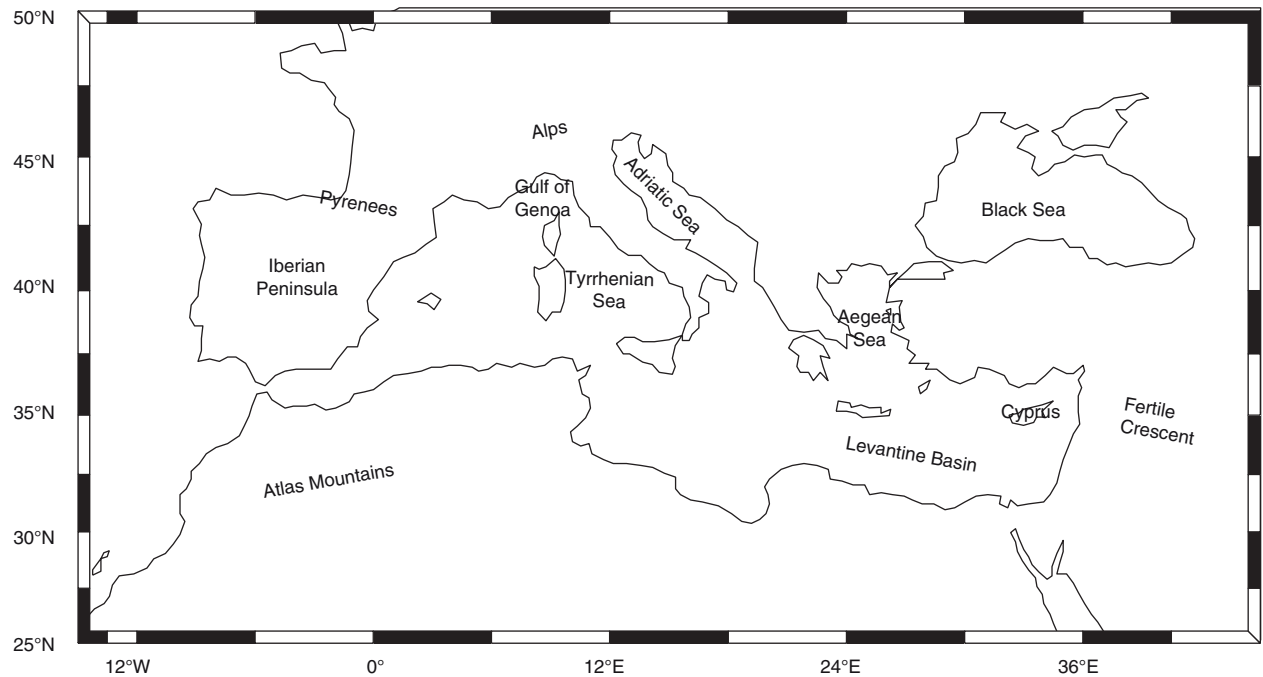 50°N
45°N
40°N
35°N
30°N
25°N
12°W
0°
12°E
24°E
36°E
Alps
Pyrenees
Gulf of
Genoa
Adriatic Sea
Black Sea
Iberian
Peninsula
Tyrrhenian
Sea
Aegean
Sea
Cyprus
Fertile
Crescent
Levantine Basin
Atlas Mountains